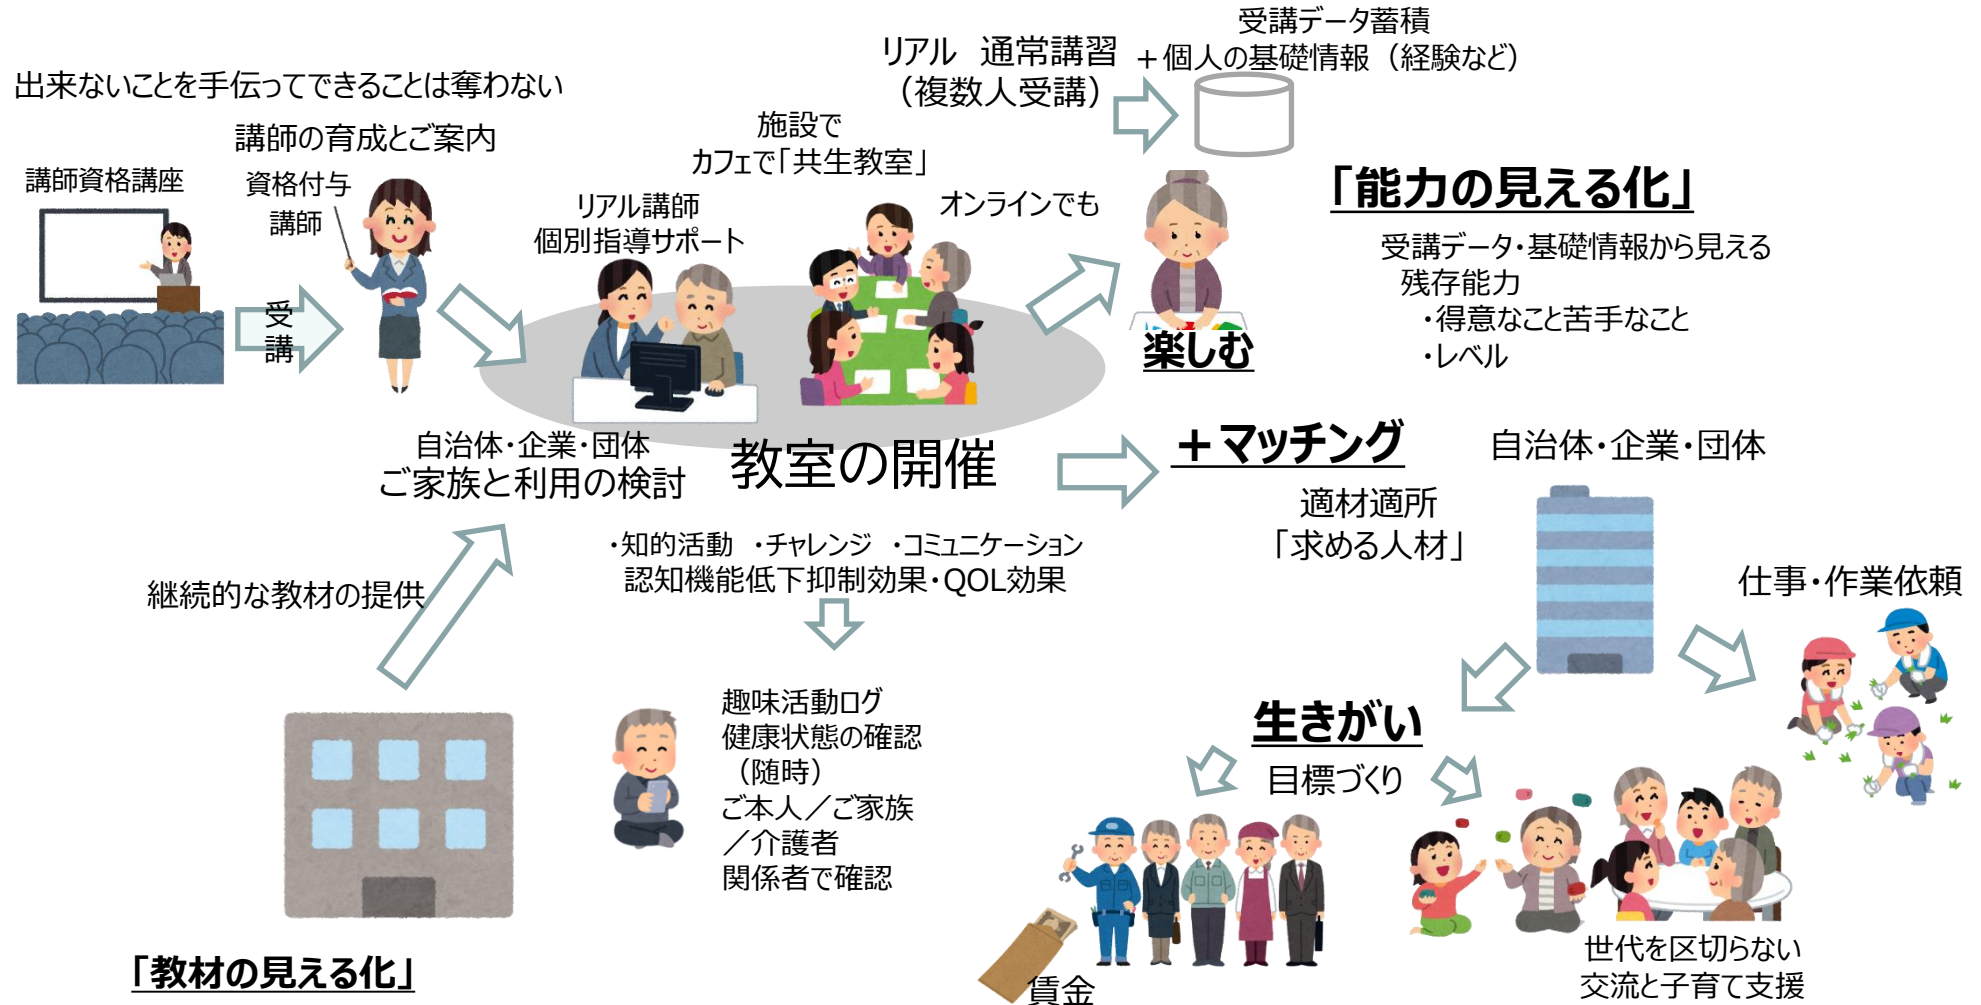 出来ないことを手伝ってできることは奪わない
講師の育成とご案内
講師資格講座
資格付与
講師
受
講
リアル講師
個別指導サポート
施設で
カフェで「共生教室」
オンラインでも
リアル　通常講習
（複数人受講）
受講データ蓄積
＋個人の基礎情報（経験など）
「能力の見える化」
受講データ・基礎情報から見える
残存能力
・得意なこと苦手なこと
・レベル
楽しむ
自治体・企業・団体
ご家族と利用の検討
教室の開催
＋マッチング
適材適所
「求める人材」
自治体・企業・団体
・知的活動　・チャレンジ　・コミュニケーション
認知機能低下抑制効果・QOL効果
継続的な教材の提供
仕事・作業依頼
趣味活動ログ
健康状態の確認
（随時）
ご本人／ご家族
／介護者
関係者で確認
生きがい
目標づくり
「教材の見える化」
賃金
世代を区切らない
交流と子育て支援